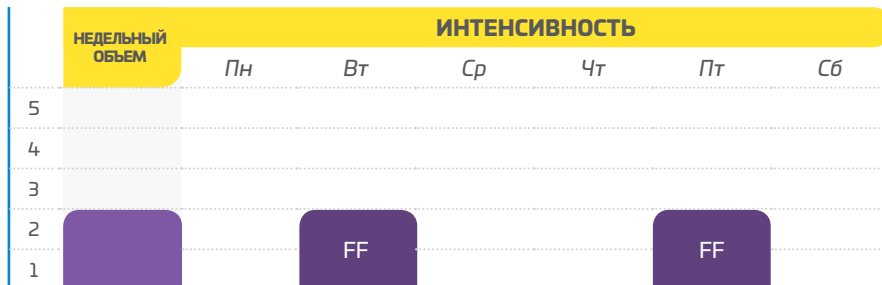 НЕДЕЛЬНЫЙ
ОБЪЕМ
ИНТЕНСИВНОСТЬ
Пн Вт Ср Чт Пт Сб
5
4
3
2
FF FF
1